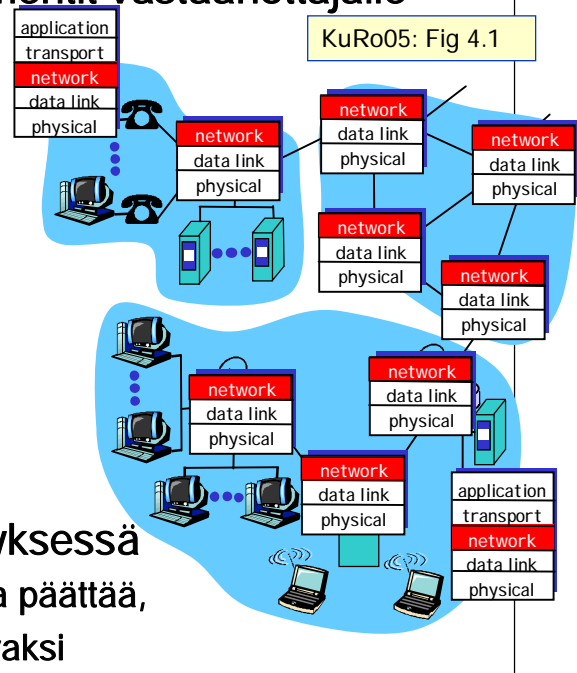 vastaanottajalle
KuRo05: Fig 4.1
application
transport
network
data link
physical
network
data link
physical
network
data link
physical
network
data link
physical
network
data link
physical
network
data link
physical
network
data link
physical
network
data link
physical
network
data link
physical
application
transport
network
data link
physical
päättää,